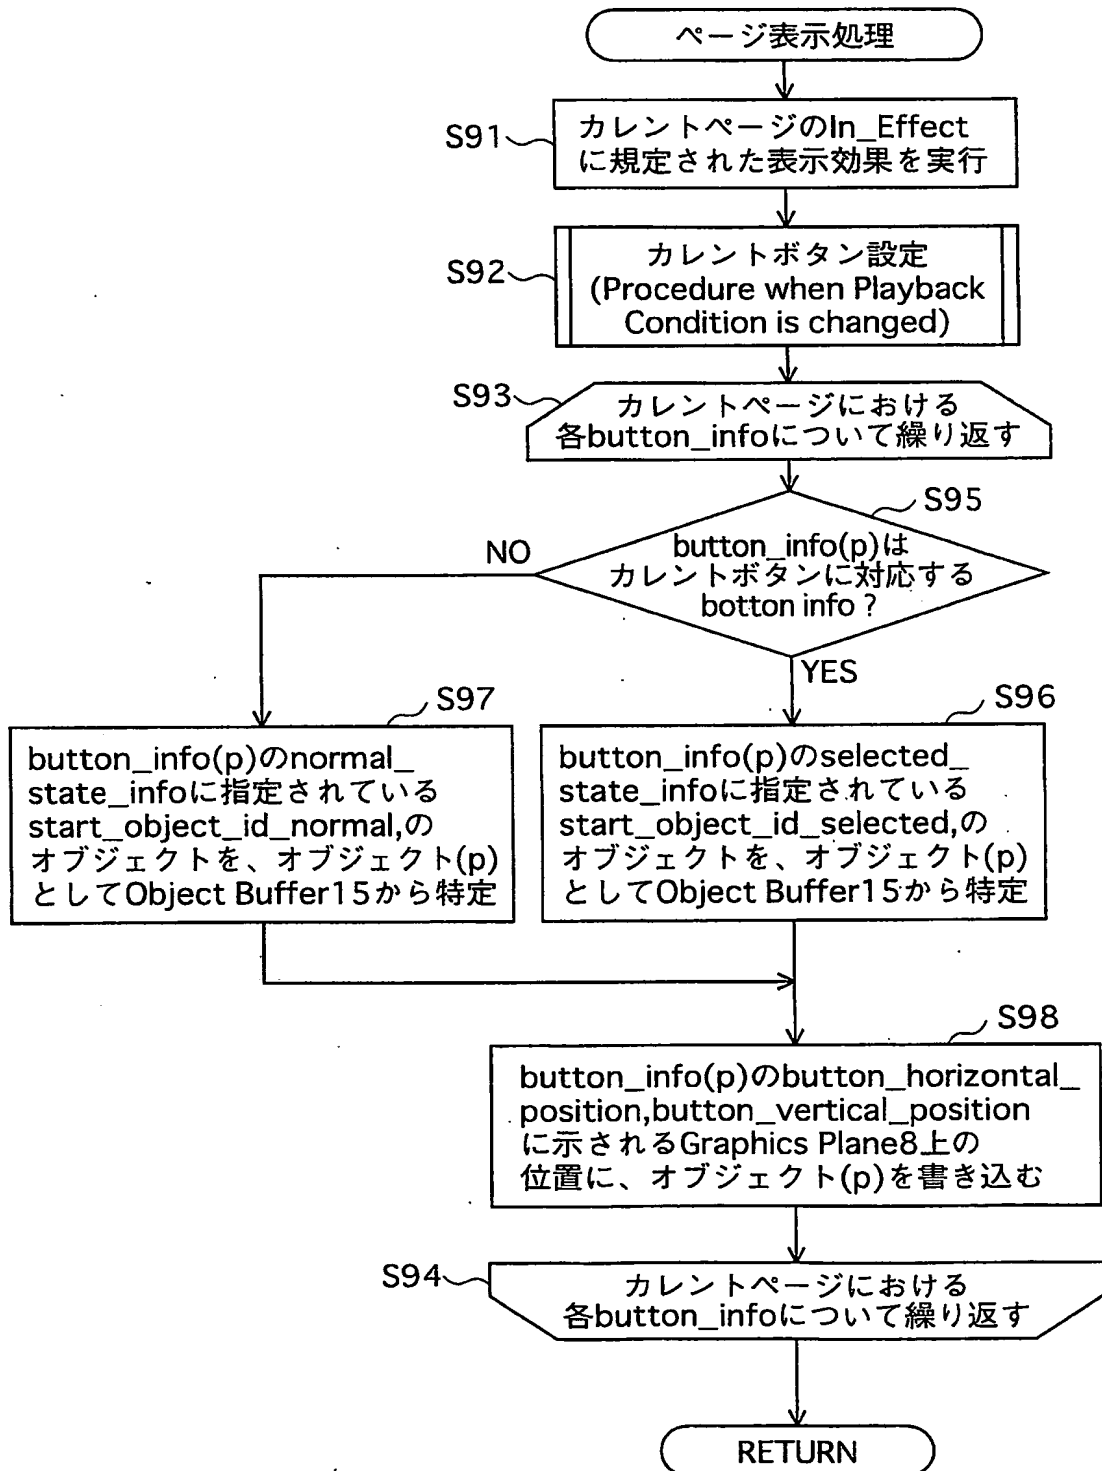 ページ表示処理
S91
カレントページのIn_Effect
に規定された表示効果を実行
S92
カレントボタン設定
(Procedure when Playback
Condition is changed)
S93
カレントページにおける
各button_infoについて繰り返す
S95
NO
button_info(p)は
カレントボタンに対応する
botton info？
YES
S97
button_info(p)のnormal_
state_infoに指定されている
start_object_id_normal,の
オブジェクトを、オブジェクト(p)
としてObject Buffer15から特定
S96
button_info(p)のselected_
state_infoに指定されている
start_object_id_selected,の
オブジェクトを、オブジェクト(p)
としてObject Buffer15から特定
S98
button_info(p)のbutton_horizontal_
position,button_vertical_position
に示されるGraphics Plane8上の
位置に、オブジェクト(p)を書き込む
S94
カレントページにおける
各button_infoについて繰り返す
RETURN